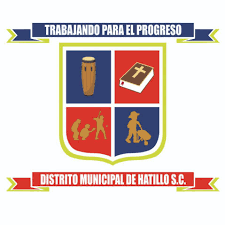 TRABAJANDO PARA EL PROGRESO
DISTRITO MUNICIPAL DE HATILLO S.C.